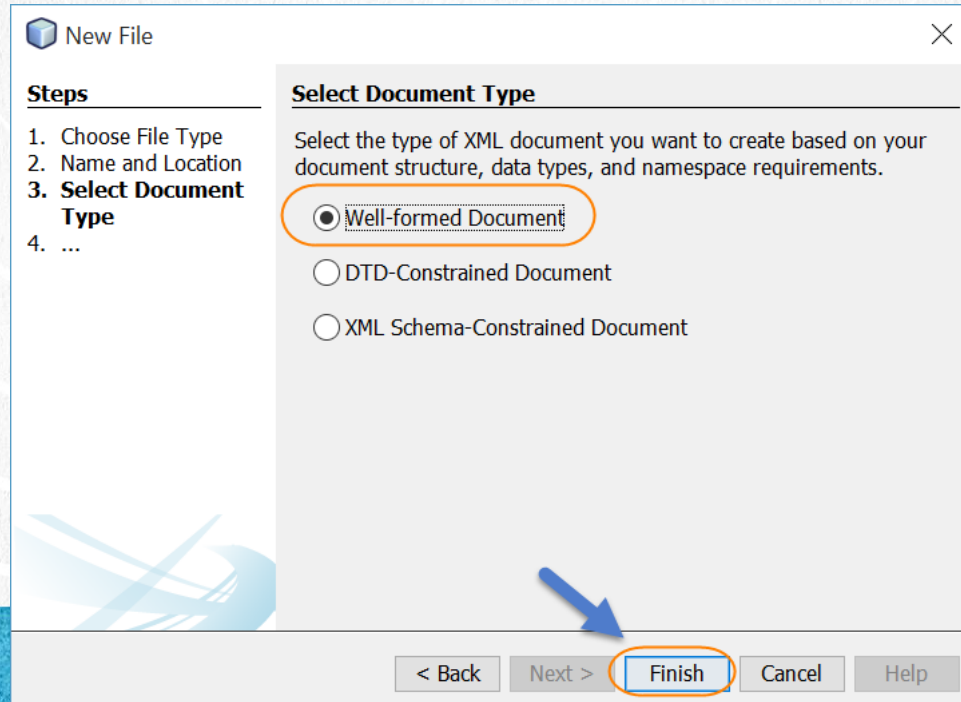 New File
Steps
1. Choose File Type
2. Name and Location
3. Select Document
Type
4. ...
Select Document Type
Select the type of XML document you want to create based on your
document structure, data types, and namespace requirements.
Well-formed Document
DTD-Constrained Document
XML Schema-Constrained Document
< Back Next > Finish Cancel Help